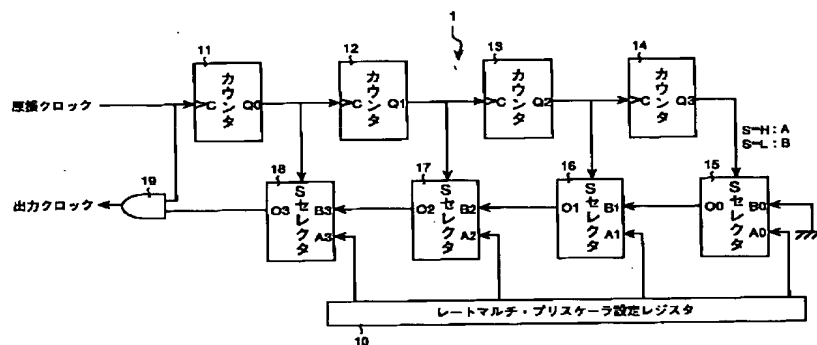 1
11
12
13
14
カウンタ
C
Q0
カウンタ
C
Q1
カウンタ
C
Q2
カウンタ
C
Q3
原振クロック
S=H:A
S=L:B
出力クロック
19
18
17
16
15
Sセレクタ
O3
B3
A3
Sセレクタ
O2
B2
A2
Sセレクタ
O1
B1
A1
Sセレクタ
O0
B0
A0
レートマルチ・プリスケーラ設定レジスタ
10